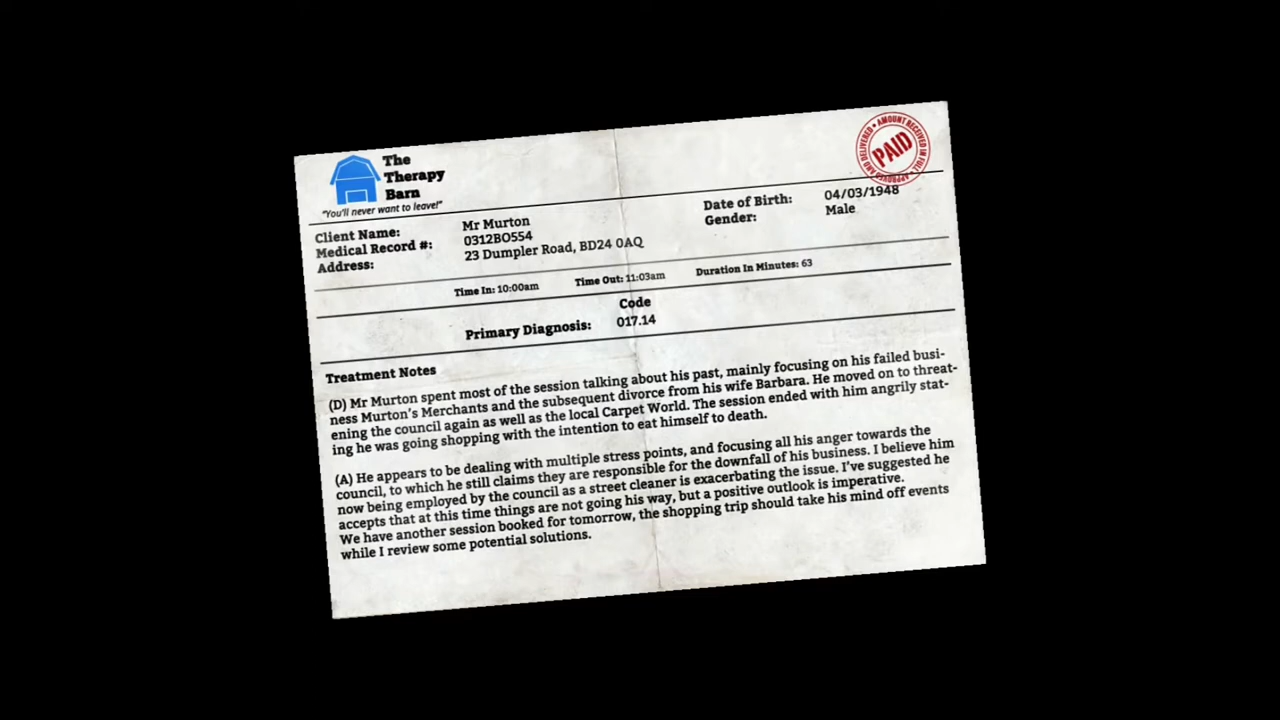 The
Therapy
Barn
"You'll never want to leave!"
AMOUNT RECEIVED IN FULL • APPROVED AND DELIVERED •
PAID
Client Name: Mr Murton
Medical Record #: 0312BO554
Address: 23 Dumpler Road, BD24 0AQ
Date of Birth: 04/03/1948
Gender: Male
Time In: 10:00am Time Out: 11:03am Duration In Minutes: 63
Code
Primary Diagnosis: 017.14
Treatment Notes
(D) Mr Murton spent most of the session talking about his past, mainly focusing on his failed busi-
ness Murton's Merchants and the subsequent divorce from his wife Barbara. He moved on to threat-
ening the council again as well as the local Carpet World. The session ended with him angrily stat-
ing he was going shopping with the intention to eat himself to death.
(A) He appears to be dealing with multiple stress points, and focusing all his anger towards the
council, to which he still claims they are responsible for the downfall of his business. I believe him
now being employed by the council as a street cleaner is exacerbating the issue. I've suggested he
accepts that at this time things are not going his way, but a positive outlook is imperative.
We have another session booked for tomorrow, the shopping trip should take his mind off events
while I review some potential solutions.